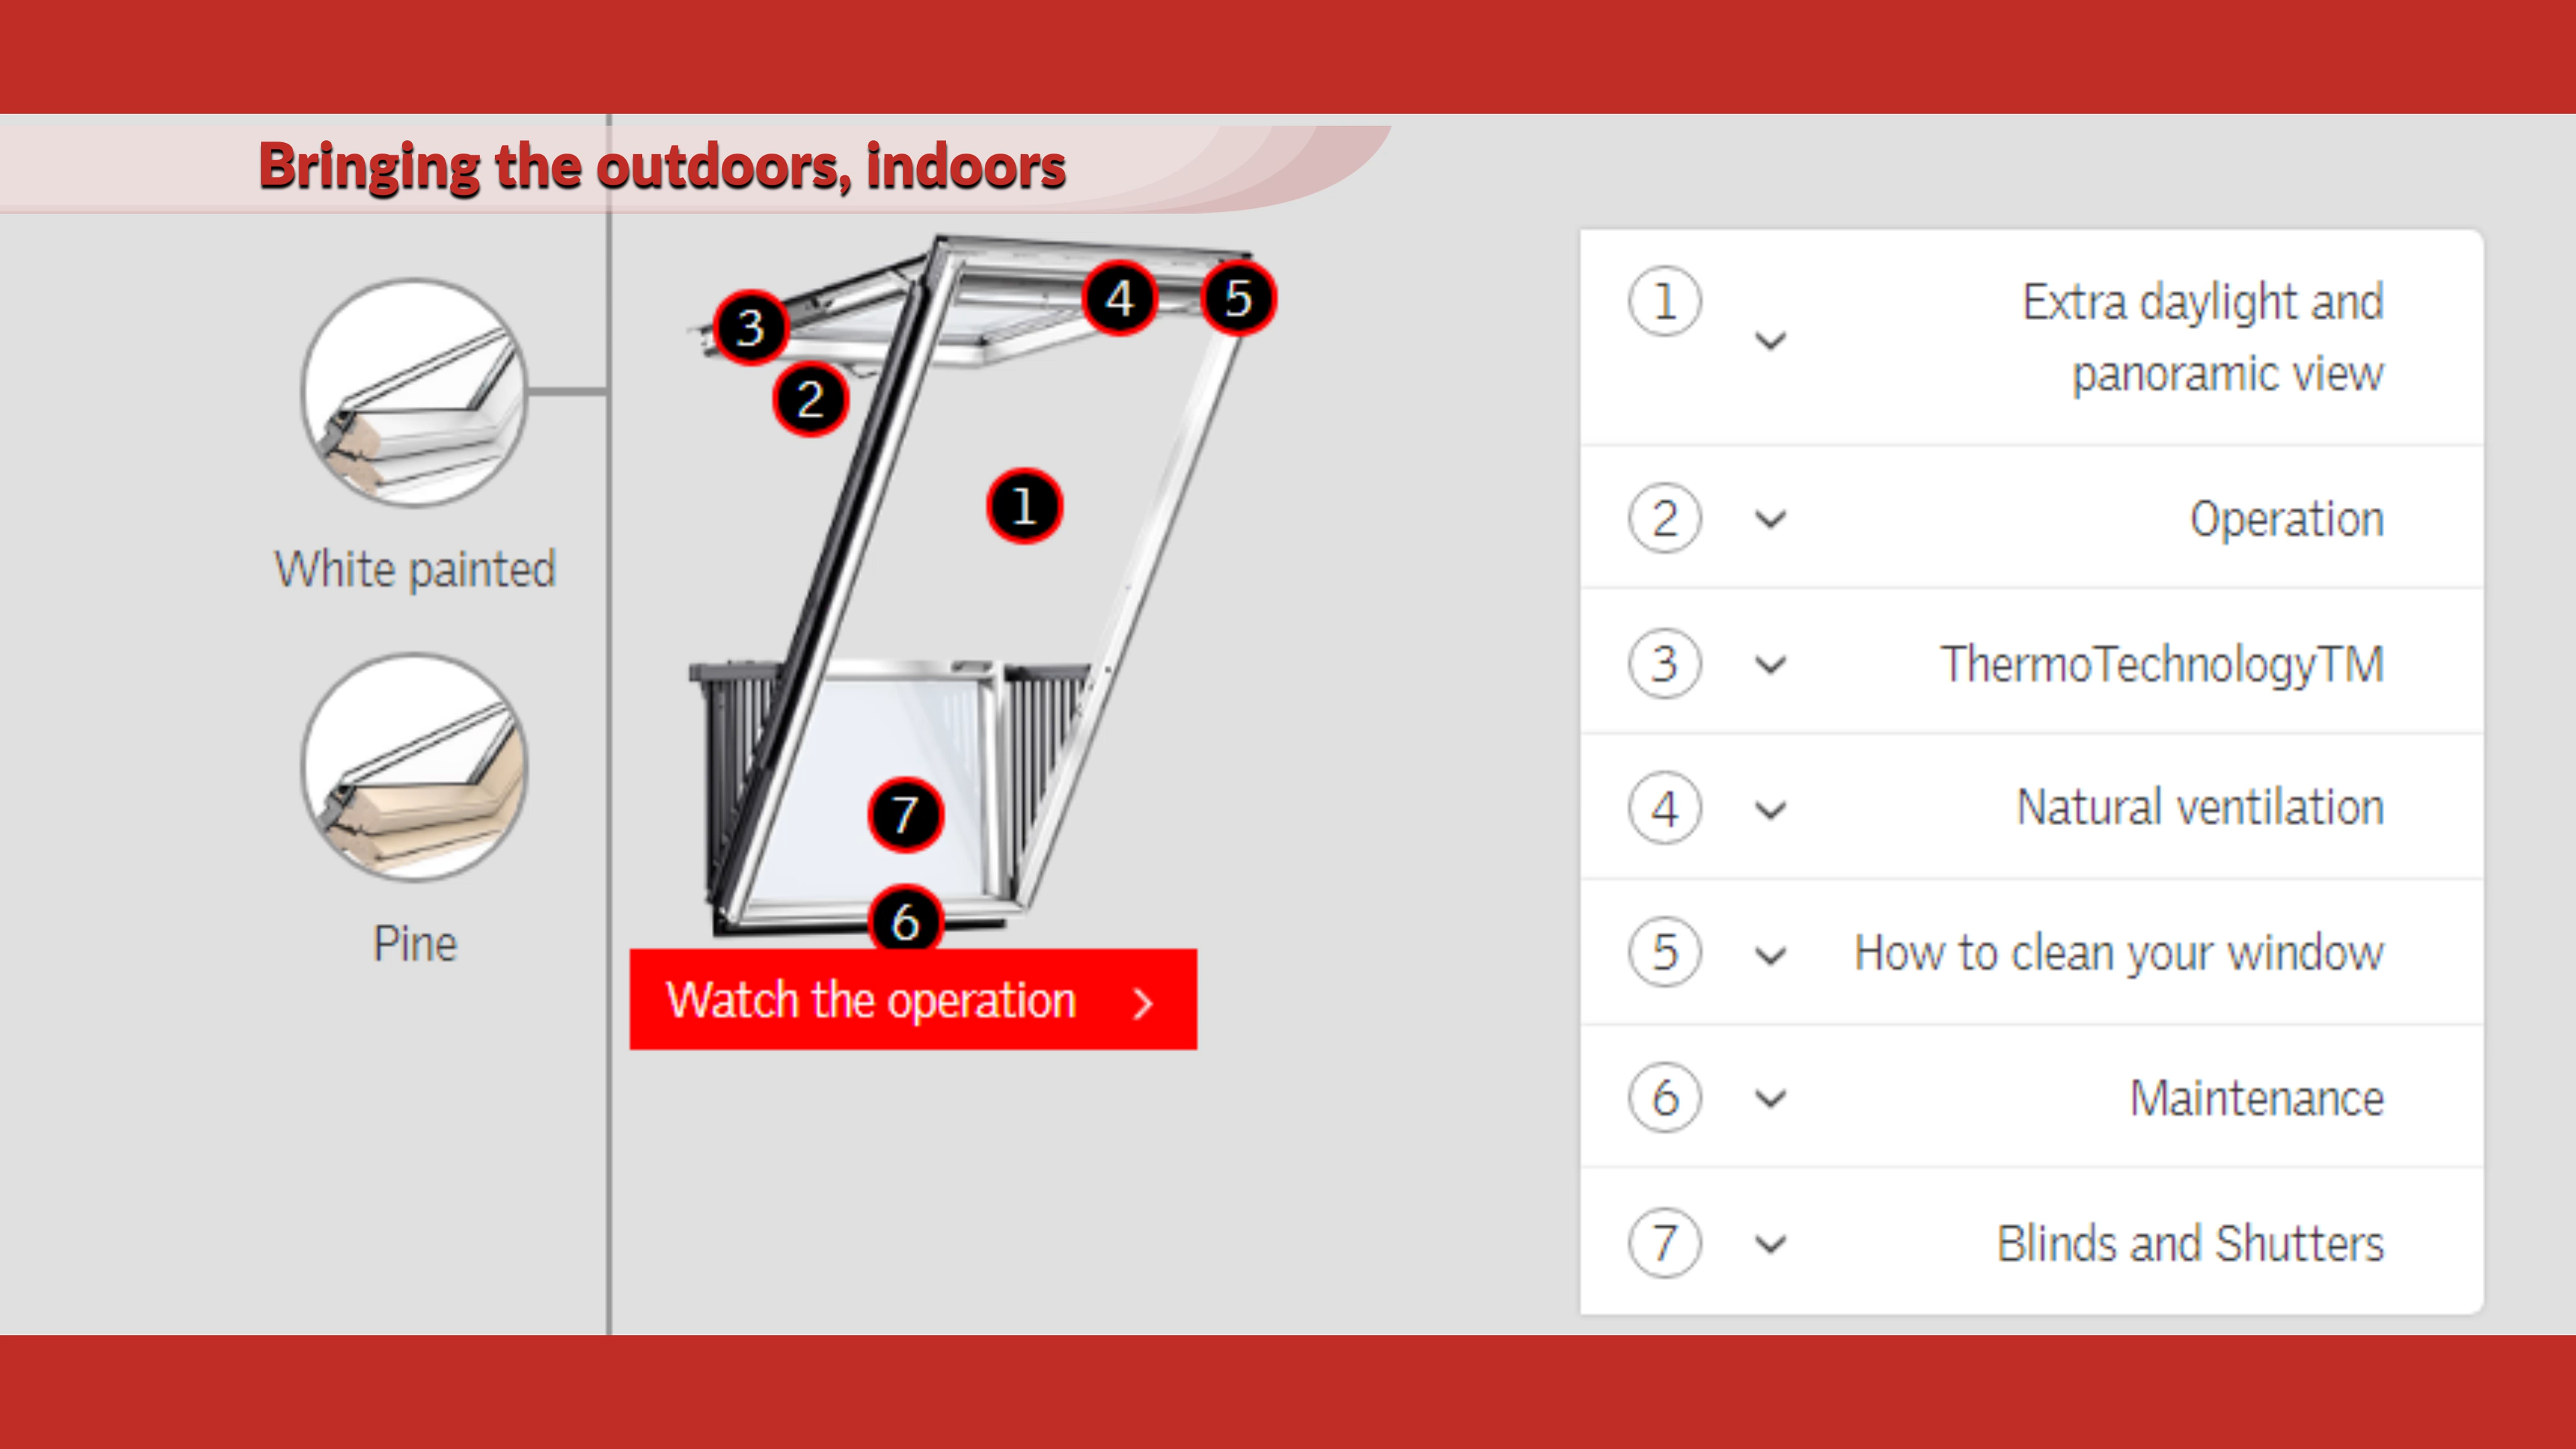 Bringing the outdoors, indoors
White painted
Pine
3
4
5
2
1
7
6
Watch the operation
1 Extra daylight and
panoramic view
2 Operation
3 ThermoTechnologyTM
4 Natural ventilation
5 How to clean your window
6 Maintenance
7 Blinds and Shutters